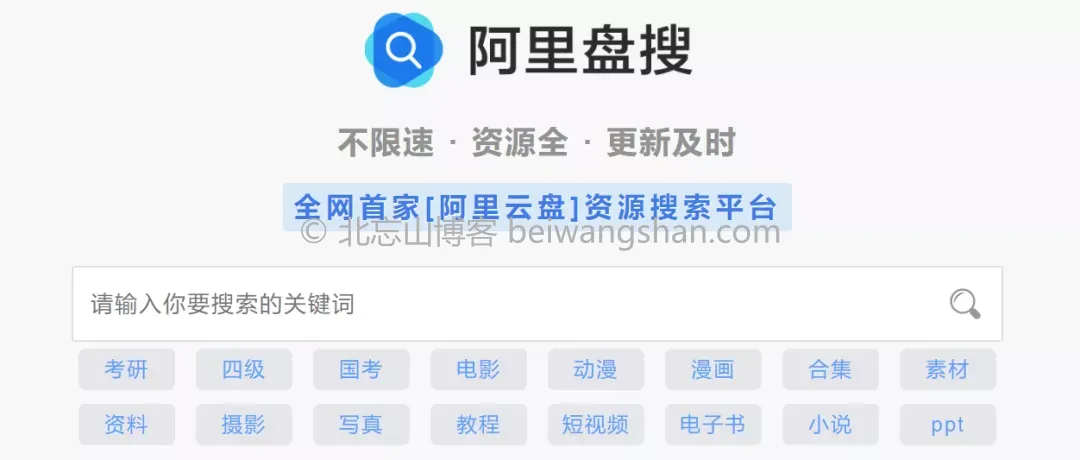 阿里盘搜
不限速 · 资源全 · 更新及时
全网首家[阿里云盘]资源搜索平台
© 北忘山博客 beiwangshan.com
请输入你要搜索的关键词
考研 四级 国考 电影 动漫 漫画 合集 素材
资料 摄影 写真 教程 短视频 电子书 小说 ppt